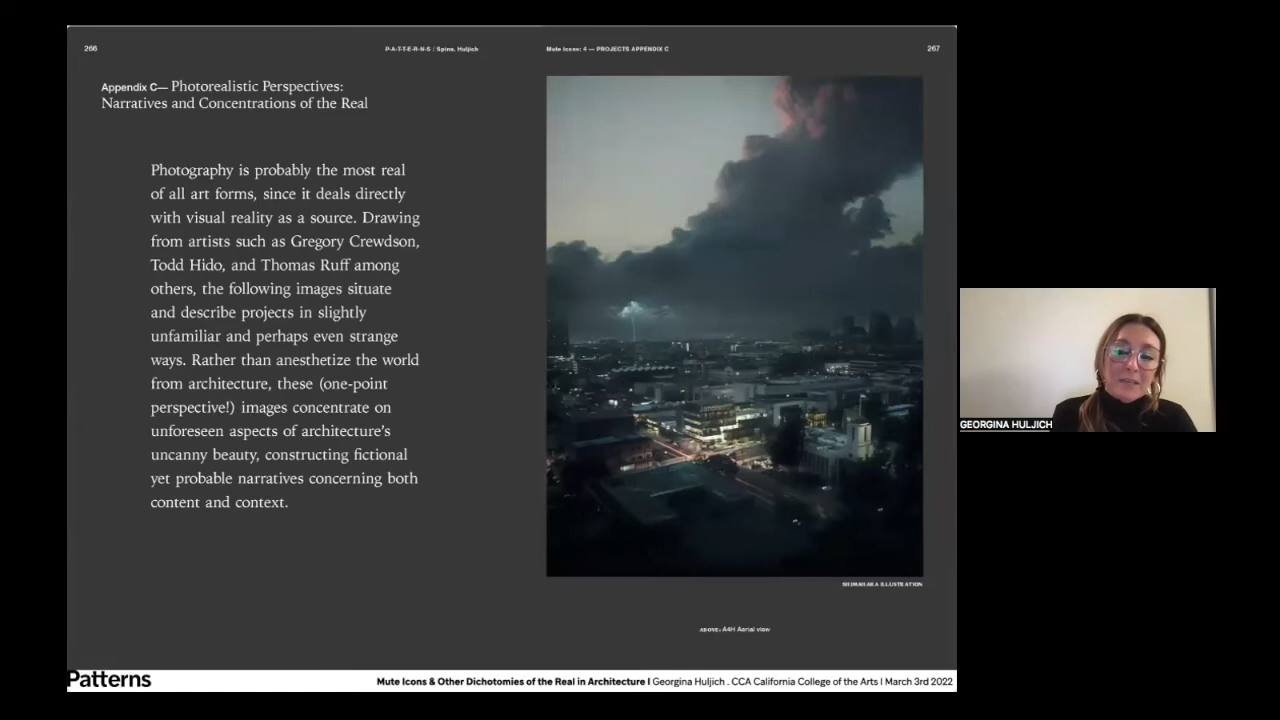 266
P-A-T-T-E-R-N-S / Spina, Huljich
Mute Icons: 4 — PROJECTS APPENDIX C
267
Appendix C— Photorealistic Perspectives:
Narratives and Concentrations of the Real
Photography is probably the most real
of all art forms, since it deals directly
with visual reality as a source. Drawing
from artists such as Gregory Crewdson,
Todd Hido, and Thomas Ruff among
others, the following images situate
and describe projects in slightly
unfamiliar and perhaps even strange
ways. Rather than anesthetize the world
from architecture, these (one-point
perspective!) images concentrate on
unforeseen aspects of architecture's
uncanny beauty, constructing fictional
yet probable narratives concerning both
content and context.
SHIMAHARA ILLUSTRATION
ABOVE: A4H Aerial view
GEORGINA HULJICH
Patterns
Mute Icons & Other Dichotomies of the Real in Architecture I Georgina Huljich . CCA California College of the Arts I March 3rd 2022